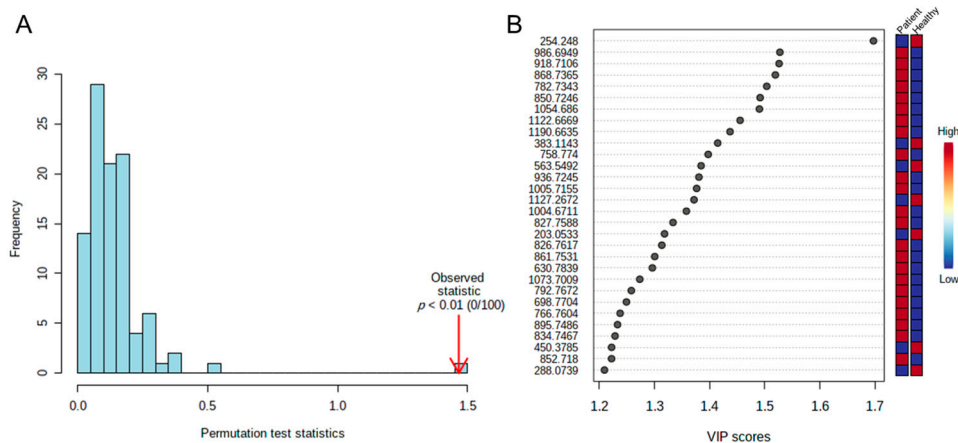 A
Frequency
30
25
20
15
10
5
0
Observed
statistic
p < 0.01 (0/100)
0.0 0.5 1.0 1.5
Permutation test statistics
B
Patient
Healthy
254.248
986.6949
918.7106
868.7365
782.7343
850.7246
1054.686
1122.6669
1190.6635
383.1143
758.774
563.5492
936.7245
1005.7155
1127.2672
1004.6711
827.7588
203.0533
826.7617
861.7531
630.7839
1073.7009
792.7672
698.7704
766.7604
895.7486
834.7467
450.3785
852.718
288.0739
High
Low
1.2 1.3 1.4 1.5 1.6 1.7
VIP scores